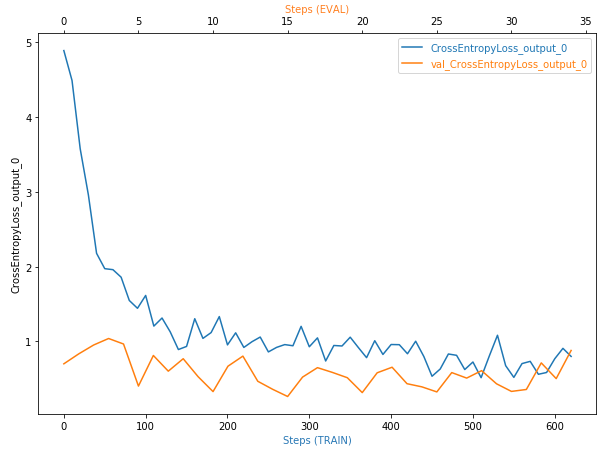 Steps (EVAL)
0 5 10 15 20 25 30 35
CrossEntropyLoss_output_0
val_CrossEntropyLoss_output_0
5
4
3
2
1
CrossEntropyLoss_output_0
0 100 200 300 400 500 600
Steps (TRAIN)